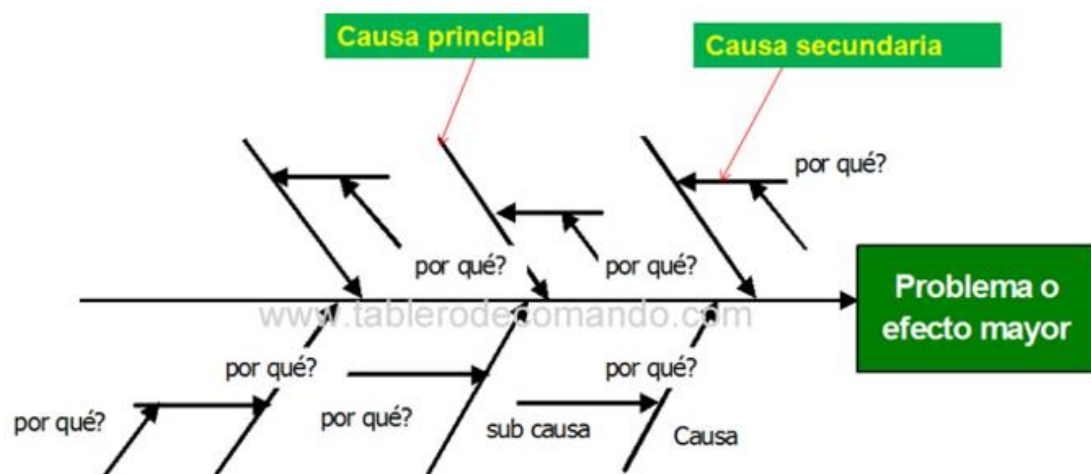 Causa principal
Causa secundaria
por qué?
por qué?
por qué?
Problema o
efecto mayor
www.tablerodecomando.com
por qué?
por qué?
por qué?
por qué?
sub causa
Causa